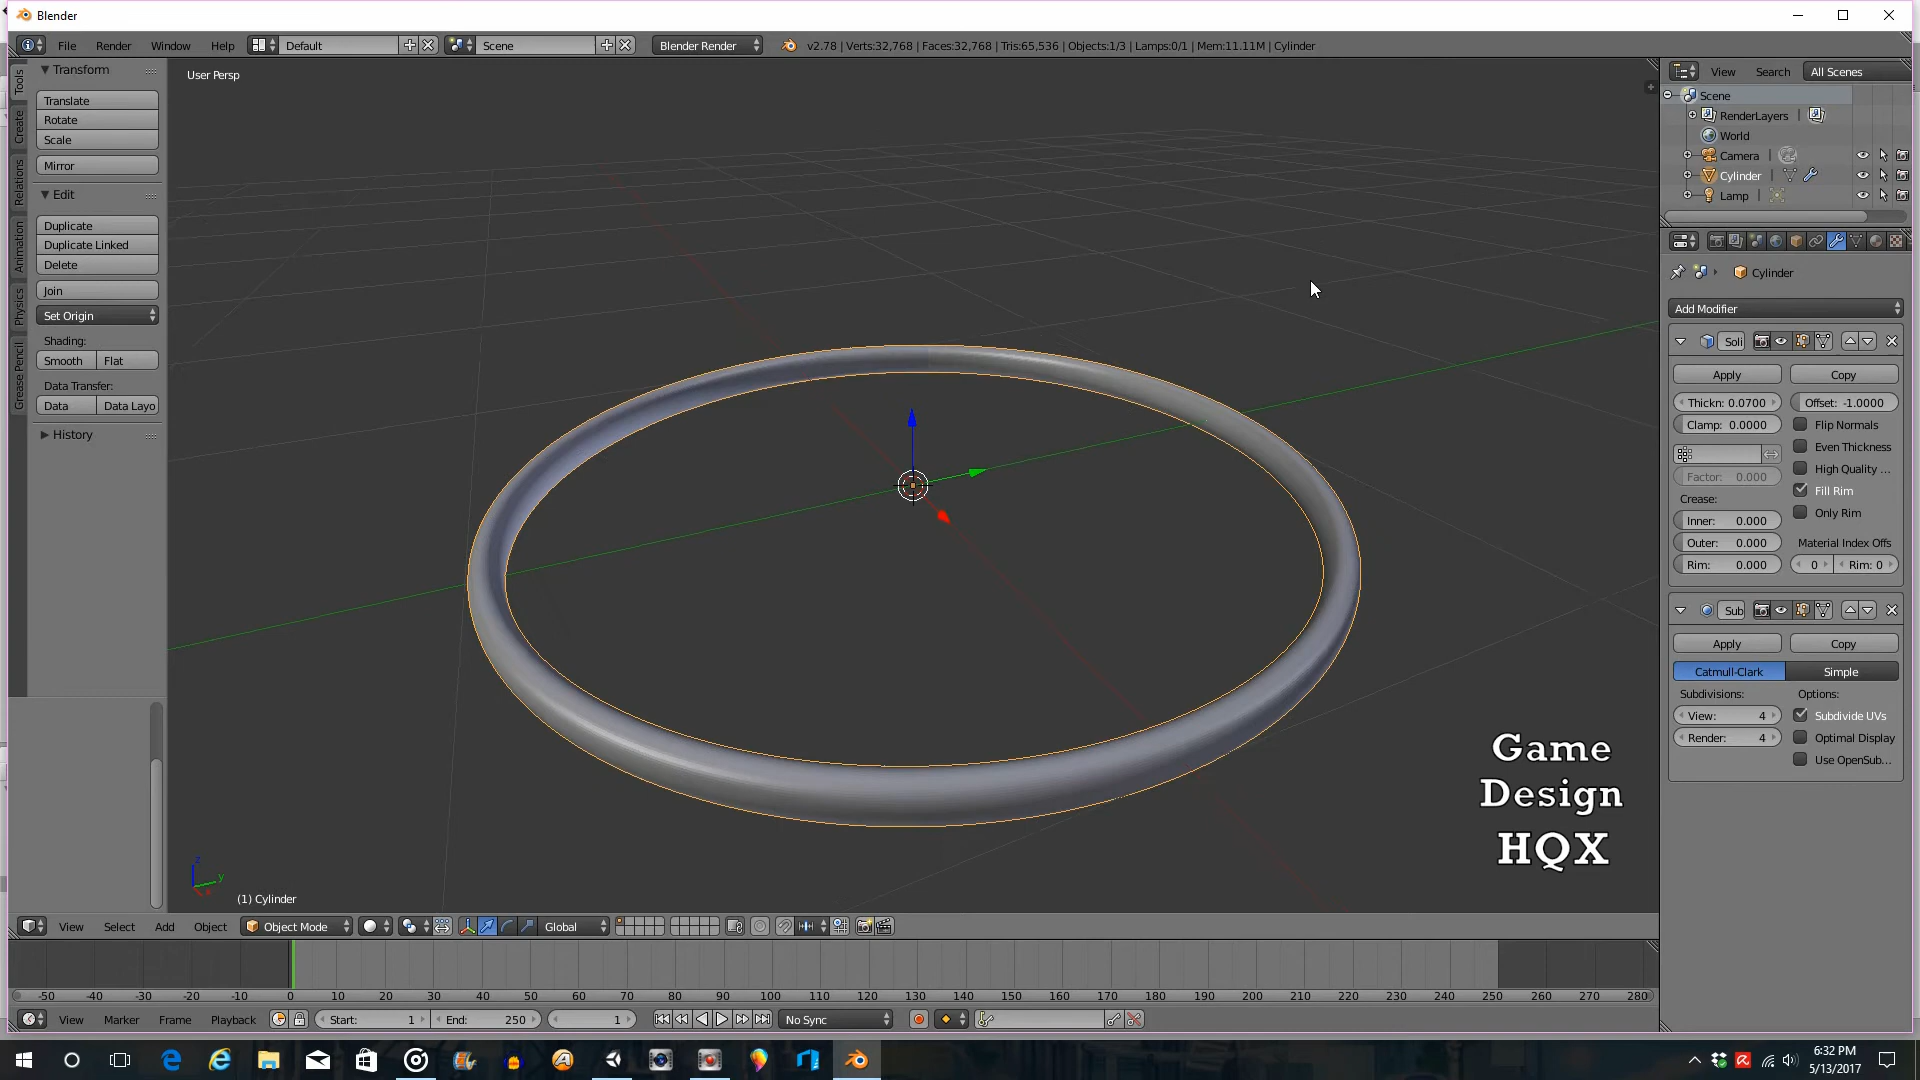 Blender
File Render Window Help Default Scene Blender Render v2.78 | Verts:32,768 | Faces:32,768 | Tris:65,536 | Objects:1/3 | Lamps:0/1 | Mem:11.11M | Cylinder
Tools
Create
Relations
Animation
Physics
Grease Pencil
Transform
Translate
Rotate
Scale
Mirror
Edit
Duplicate
Duplicate Linked
Delete
Join
Set Origin
Shading:
Smooth Flat
Data Transfer:
Data Data Layo
History
User Persp
Game
Design
HQX
z
y
(1) Cylinder
View Search All Scenes
Scene
RenderLayers |
World
Camera |
Cylinder |
Lamp |
Cylinder
Add Modifier
Soli
Apply Copy
Thickn: 0.0700 Offset: -1.0000
Clamp: 0.0000 Flip Normals
Even Thickness
Factor: 0.000 High Quality ...
Crease: Fill Rim
Inner: 0.000 Only Rim
Outer: 0.000 Material Index Offs
Rim: 0.000 0 Rim: 0
Sub
Apply Copy
Catmull-Clark Simple
Subdivisions: Options:
View: 4 Subdivide UVs
Render: 4 Optimal Display
Use OpenSub...
View Select Add Object Object Mode Global
-50 -40 -30 -20 -10 0 10 20 30 40 50 60 70 80 90 100 110 120 130 140 150 160 170 180 190 200 210 220 230 240 250 260 270 280
View Marker Frame Playback Start: 1 End: 250 1 No Sync
6:32 PM
5/13/2017